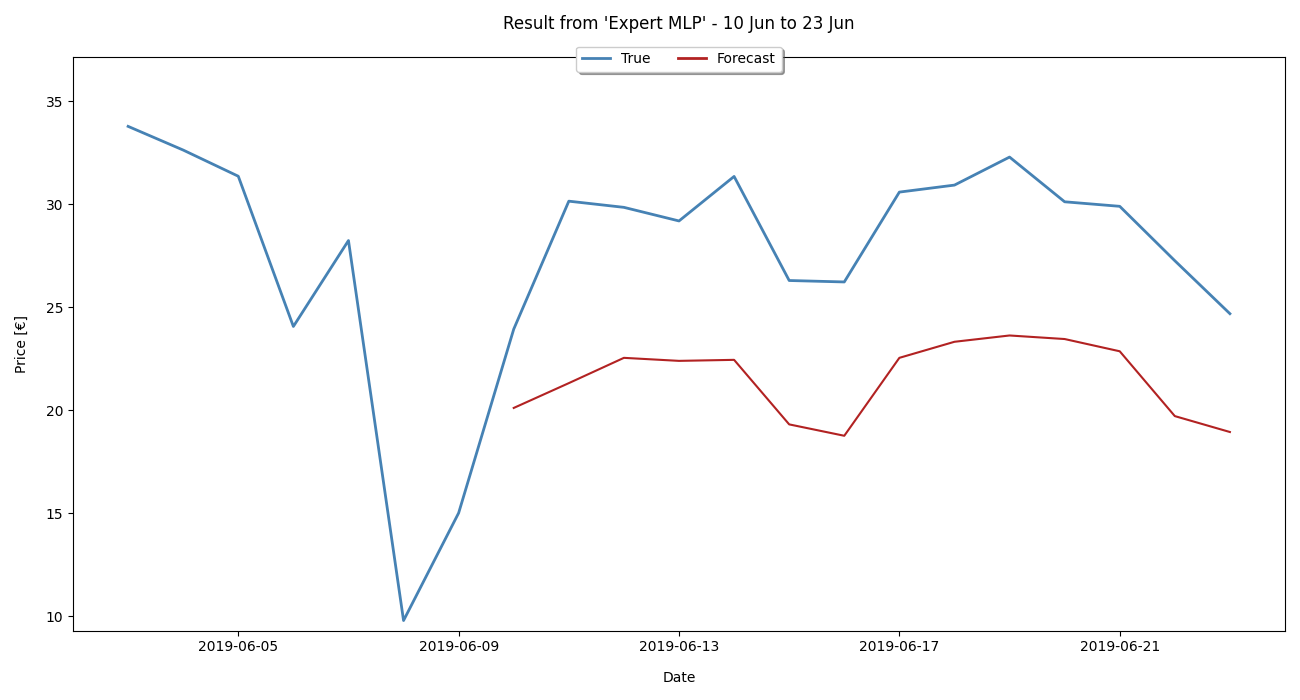 Result from 'Expert MLP' - 10 Jun to 23 Jun
True Forecast
35
30
25
20
15
10
Price [€]
2019-06-05 2019-06-09 2019-06-13 2019-06-17 2019-06-21
Date